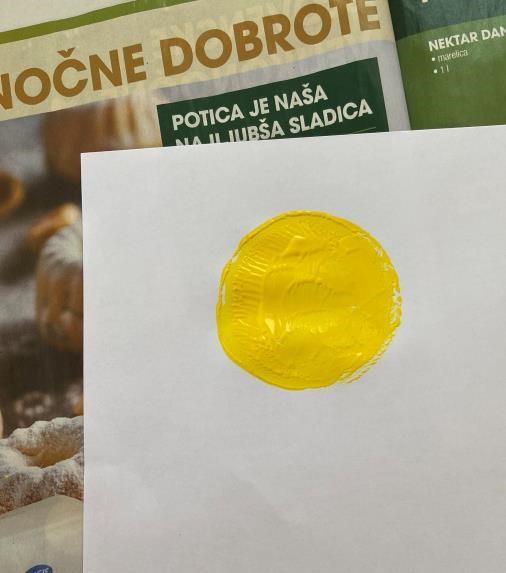 NOČNE DOBROTE
POTICA JE NAŠA
NAJLJUBŠA SLADICA
NEKTAR DAN
• marelica
• 1 l